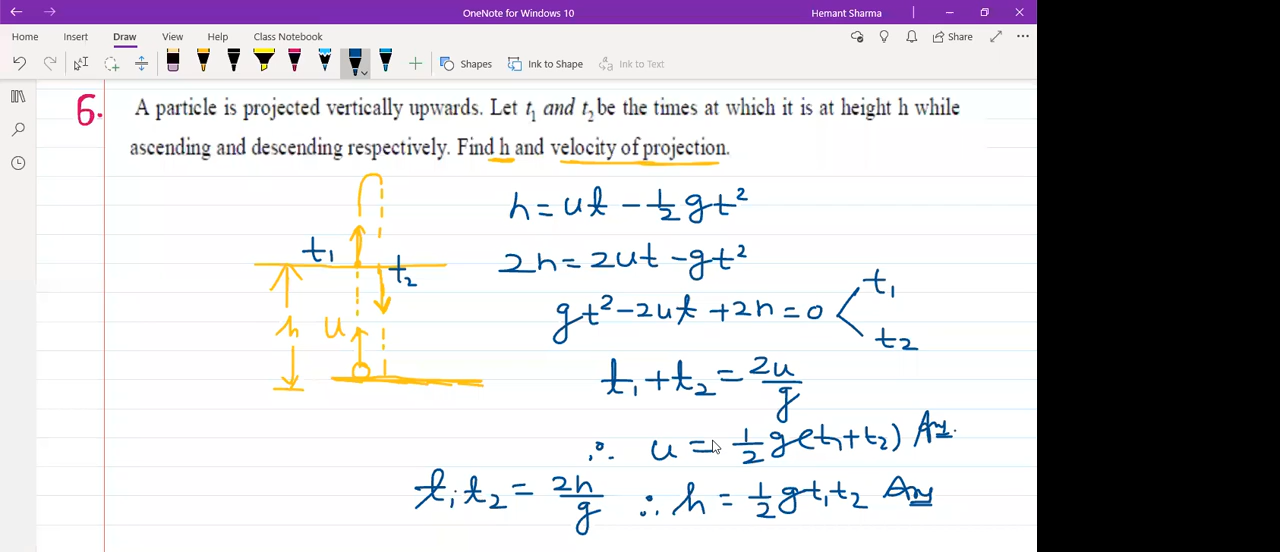 OneNote for Windows 10
Hemant Sharma
Home Insert Draw View Help Class Notebook Share
Shapes Ink to Shape Ink to Text
6. A particle is projected vertically upwards. Let t₁ and t₂ be the times at which it is at height h while
ascending and descending respectively. Find h and velocity of projection.
h = ut - ½gt²
t₁
t₂
2h = 2ut - gt²
h
u
gt² - 2ut + 2h = 0 < t₁
t₂
t₁ + t₂ = 2u/g
∴ u = ½g(t₁ + t₂) Ans.
t₁t₂ = 2h/g ∴ h = ½gt₁t₂ Ans